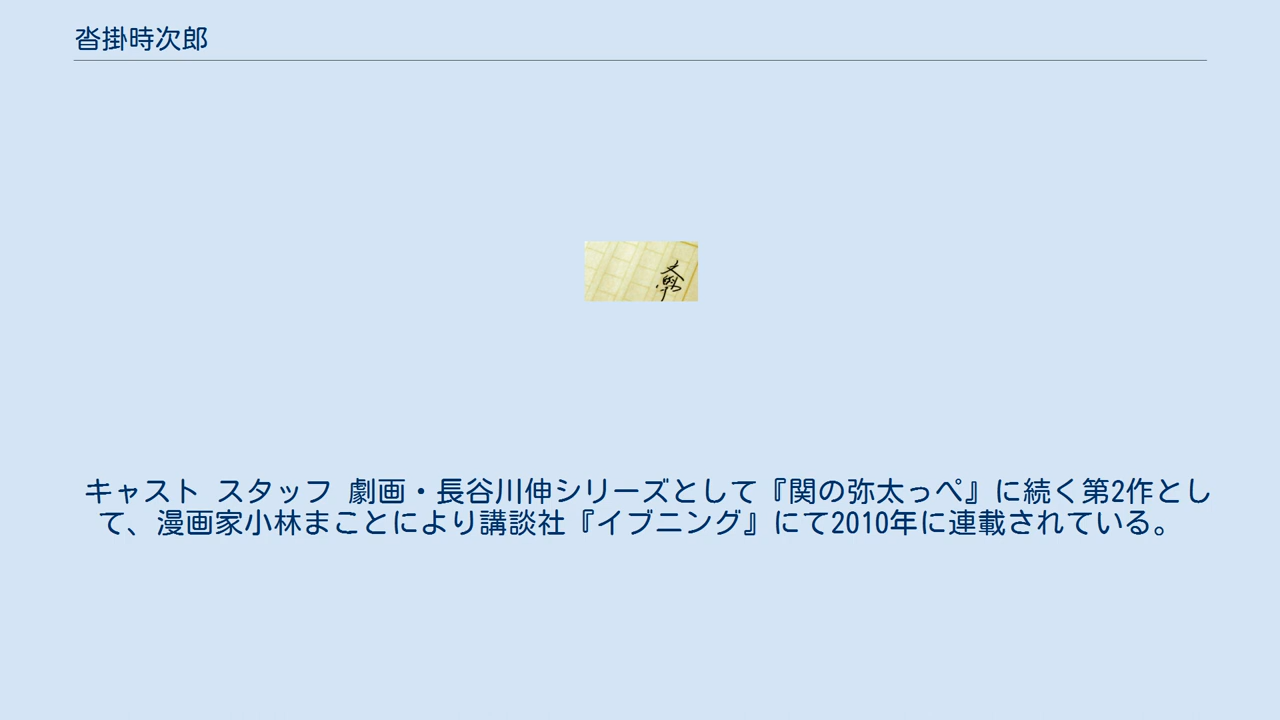 沓掛時次郎
キャスト スタッフ 劇画・長谷川伸シリーズとして『関の弥太っぺ』に続く第2作とし
て、漫画家小林まことにより講談社『イブニング』にて2010年に連載されている。